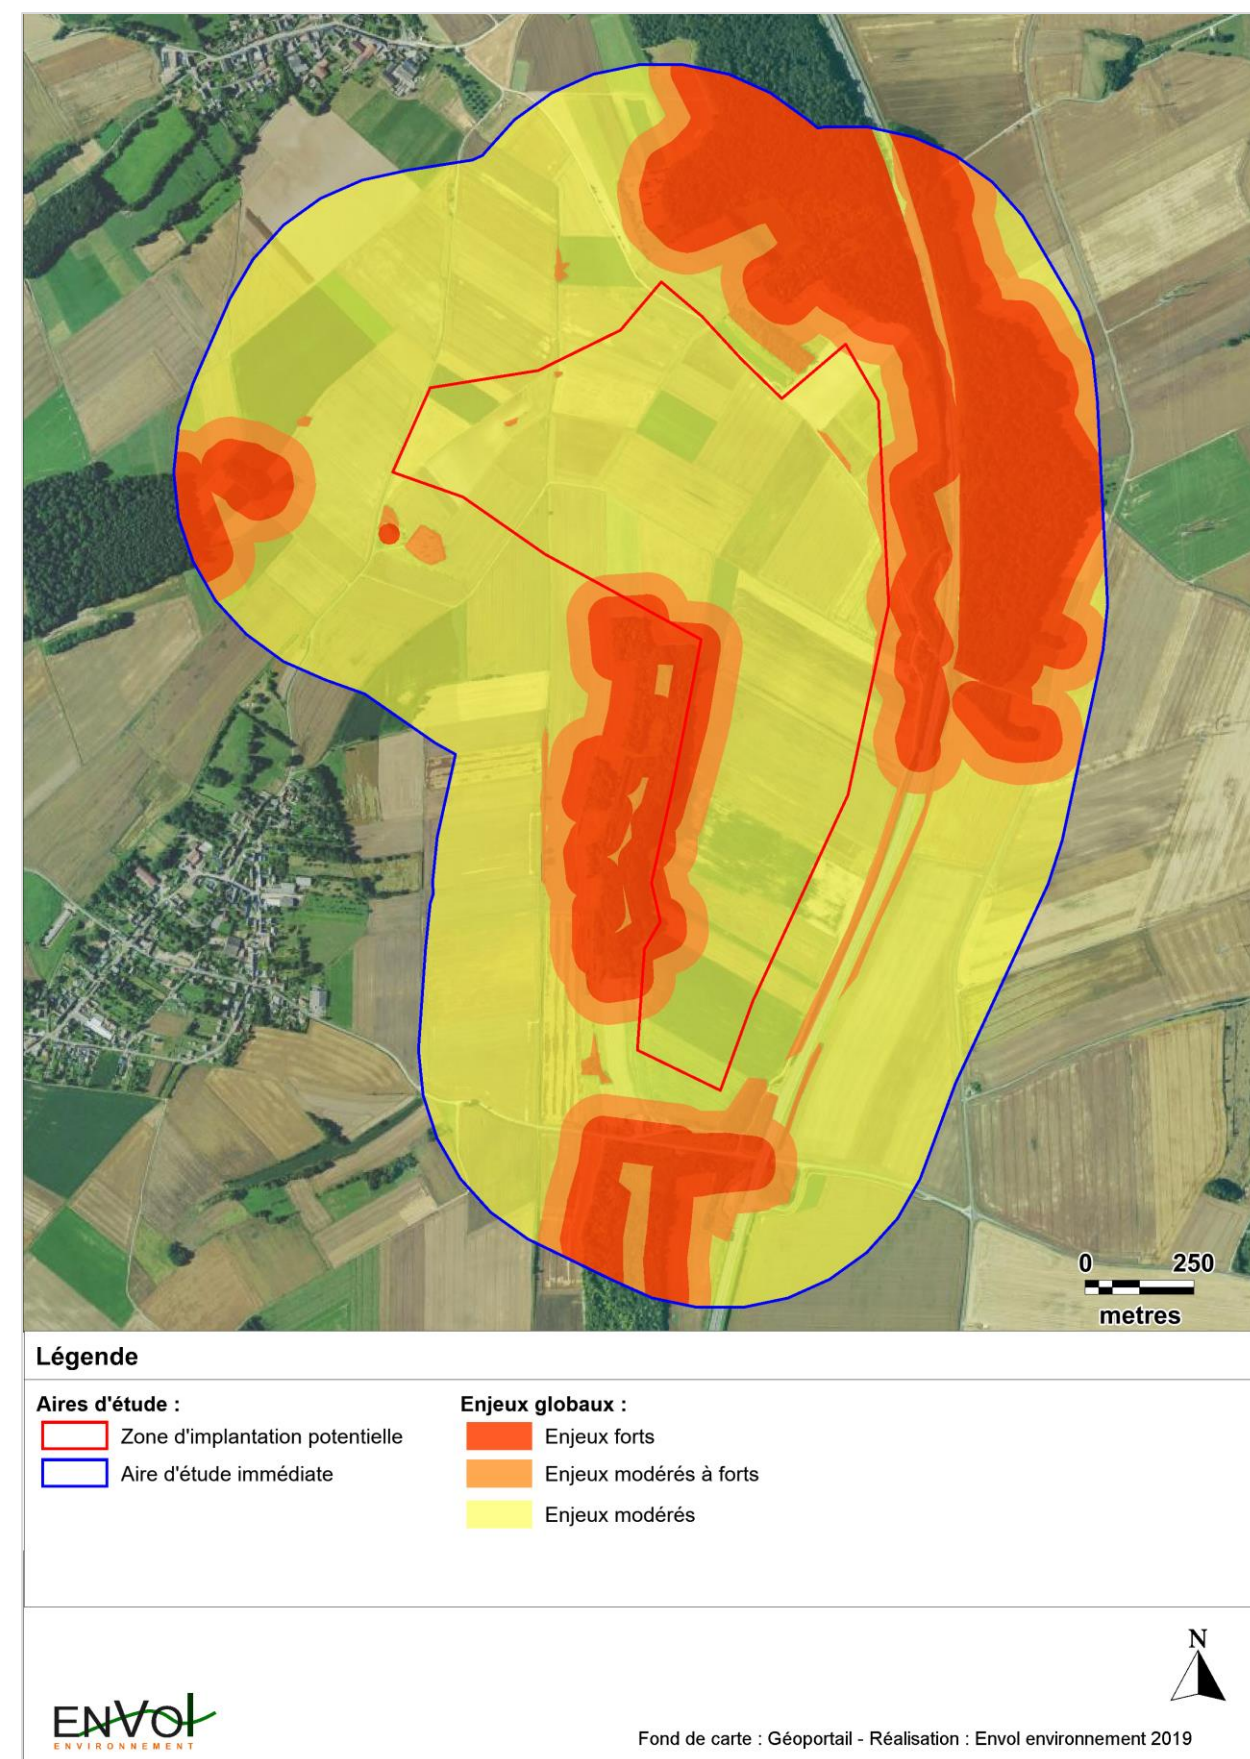 0 250
metres
Légende
Aires d'étude :
Zone d'implantation potentielle
Aire d'étude immédiate
Enjeux globaux :
Enjeux forts
Enjeux modérés à forts
Enjeux modérés
N
ENVOl
ENVIRONNEMENT
Fond de carte : Géoportail - Réalisation : Envol environnement 2019